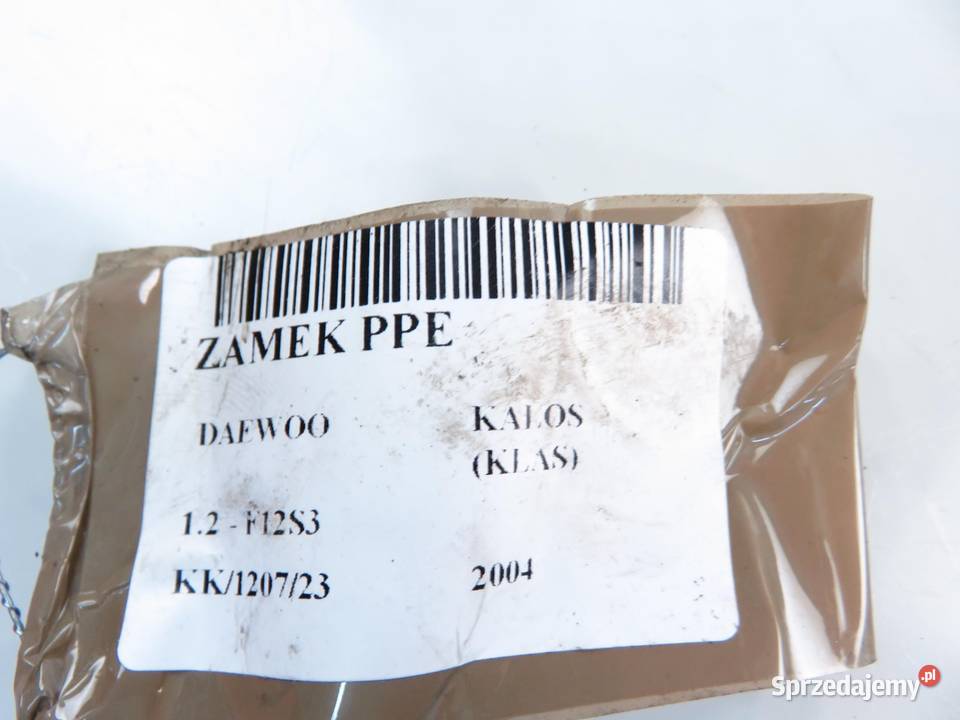 ZAMEK PPE
DAEWOO KALOS
(KLAS)
1.2 - F12S3
KK/1207/23 2004
Sprzedajemy.pl